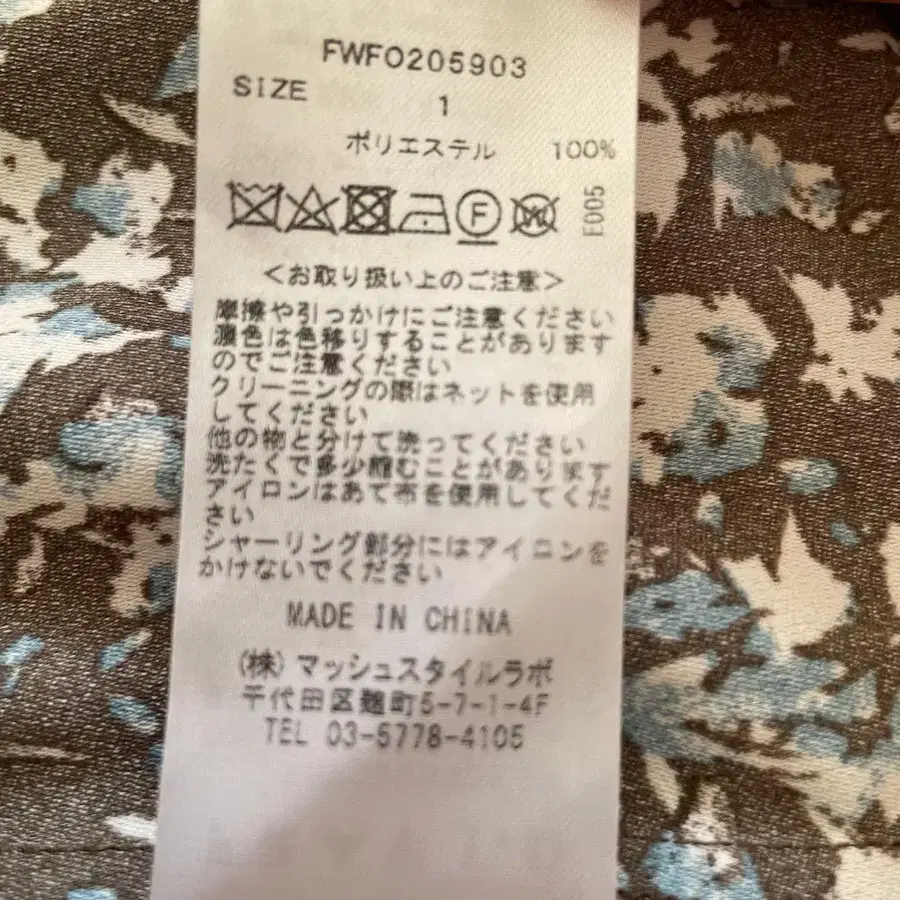 FWFO205903
SIZE 1
ポリエステル 100%
F W E005
<お取り扱い上のご注意>
摩擦や引っかけにご注意ください
濃色は色移りすることがあります
のでご注意ください
クリーニングの際はネットを使用
してください
他の物と分けて洗ってください
洗たくで多少縮むことがあります
アイロンはあて布を使用してくだ
さい
シャーリング部分にはアイロンを
かけないでください
MADE IN CHINA
(株) マッシュスタイルラボ
千代田区麹町5-7-1-4F
TEL 03-5778-4105